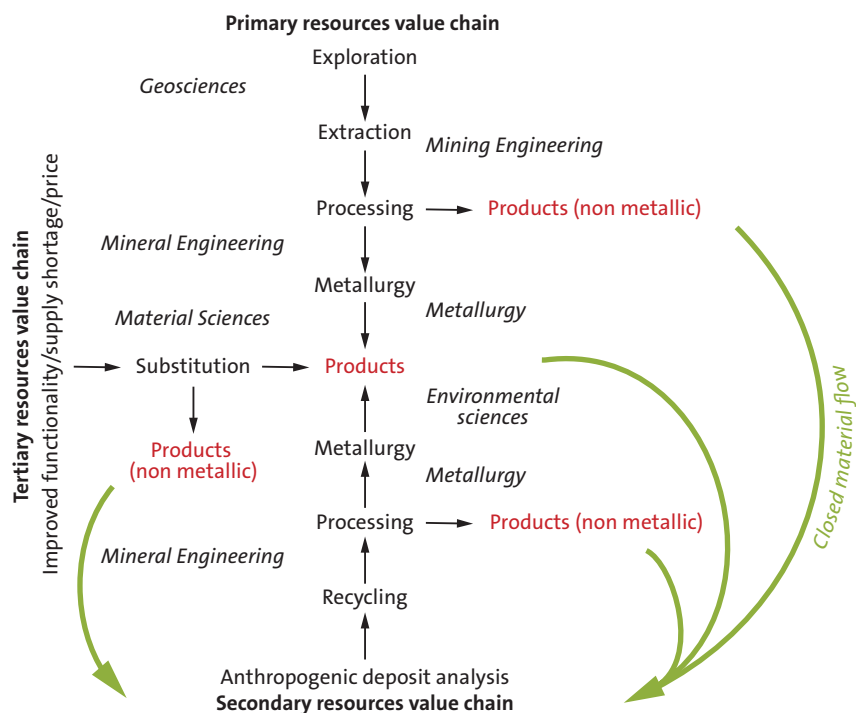 Primary resources value chain
Exploration
Geosciences
Extraction
Mining Engineering
Processing
Products (non metallic)
Mineral Engineering
Metallurgy
Metallurgy
Material Sciences
Substitution
Products
Environmental
sciences
Products
(non metallic)
Metallurgy
Metallurgy
Processing
Products (non metallic)
Mineral Engineering
Recycling
Anthropogenic deposit analysis
Secondary resources value chain
Tertiary resources value chain
Improved functionality/supply shortage/price
Closed material flow